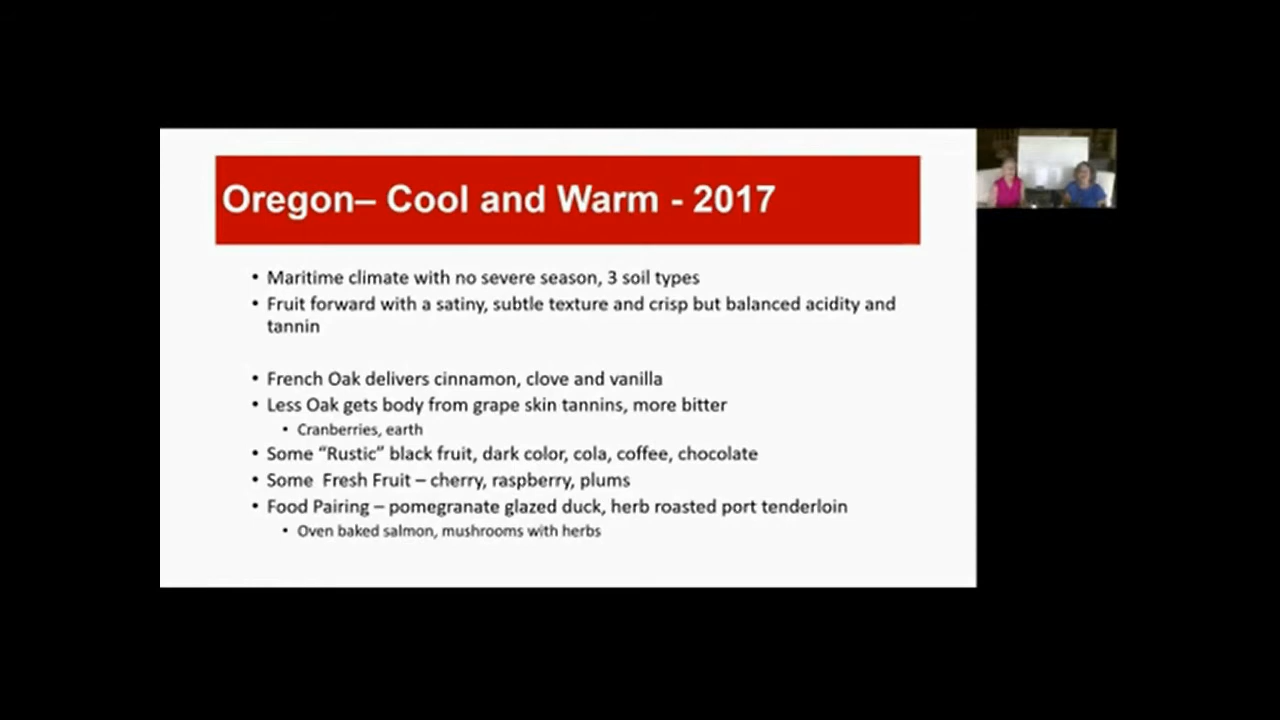 Oregon– Cool and Warm - 2017
• Maritime climate with no severe season, 3 soil types
• Fruit forward with a satiny, subtle texture and crisp but balanced acidity and
tannin
• French Oak delivers cinnamon, clove and vanilla
• Less Oak gets body from grape skin tannins, more bitter
• Cranberries, earth
• Some “Rustic” black fruit, dark color, cola, coffee, chocolate
• Some  Fresh Fruit – cherry, raspberry, plums
• Food Pairing – pomegranate glazed duck, herb roasted port tenderloin
• Oven baked salmon, mushrooms with herbs